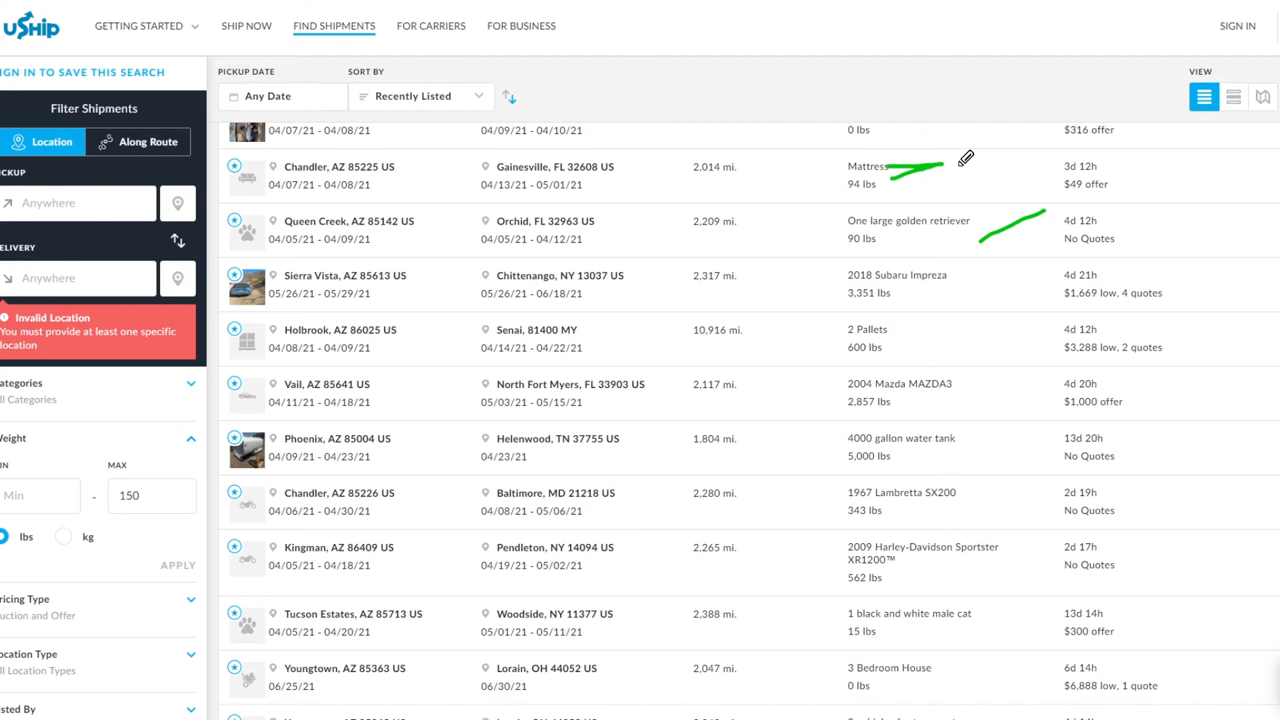 uShip
GETTING STARTED
SHIP NOW
FIND SHIPMENTS
FOR CARRIERS
FOR BUSINESS
SIGN IN
IGN IN TO SAVE THIS SEARCH
PICKUP DATE
SORT BY
VIEW
Any Date
Recently Listed
Filter Shipments
Location
Along Route
ICKUP
Anywhere
ELIVERY
Anywhere
Invalid Location
You must provide at least one specific
location
ategories
ll Categories
Weight
IN
MAX
Min
-
150
lbs
kg
APPLY
ricing Type
uction and Offer
ocation Type
ll Location Types
isted By
04/07/21 - 04/08/21 04/09/21 - 04/10/21 0 lbs $316 offer
Chandler, AZ 85225 US Gainesville, FL 32608 US 2,014 mi. Mattress 3d 12h
04/07/21 - 04/08/21 04/13/21 - 05/01/21 94 lbs $49 offer
Queen Creek, AZ 85142 US Orchid, FL 32963 US 2,209 mi. One large golden retriever 4d 12h
04/05/21 - 04/09/21 04/05/21 - 04/12/21 90 lbs No Quotes
Sierra Vista, AZ 85613 US Chittenango, NY 13037 US 2,317 mi. 2018 Subaru Impreza 4d 21h
05/26/21 - 05/29/21 05/26/21 - 06/18/21 3,351 lbs $1,669 low, 4 quotes
Holbrook, AZ 86025 US Senai, 81400 MY 10,916 mi. 2 Pallets 4d 12h
04/08/21 - 04/09/21 04/14/21 - 04/22/21 600 lbs $3,288 low, 2 quotes
Vail, AZ 85641 US North Fort Myers, FL 33903 US 2,117 mi. 2004 Mazda MAZDA3 4d 20h
04/11/21 - 04/18/21 05/03/21 - 05/15/21 2,857 lbs $1,000 offer
Phoenix, AZ 85004 US Helenwood, TN 37755 US 1,804 mi. 4000 gallon water tank 13d 20h
04/09/21 - 04/23/21 04/23/21 5,000 lbs No Quotes
Chandler, AZ 85226 US Baltimore, MD 21218 US 2,280 mi. 1967 Lambretta SX200 2d 19h
04/06/21 - 04/30/21 04/08/21 - 05/06/21 343 lbs No Quotes
Kingman, AZ 86409 US Pendleton, NY 14094 US 2,265 mi. 2009 Harley-Davidson Sportster 2d 17h
04/05/21 - 04/18/21 04/19/21 - 05/02/21 XR1200™ No Quotes
562 lbs
Tucson Estates, AZ 85713 US Woodside, NY 11377 US 2,388 mi. 1 black and white male cat 13d 14h
04/05/21 - 04/20/21 05/01/21 - 05/11/21 15 lbs $300 offer
Youngtown, AZ 85363 US Lorain, OH 44052 US 2,047 mi. 3 Bedroom House 6d 14h
06/25/21 06/30/21 0 lbs $6,888 low, 1 quote